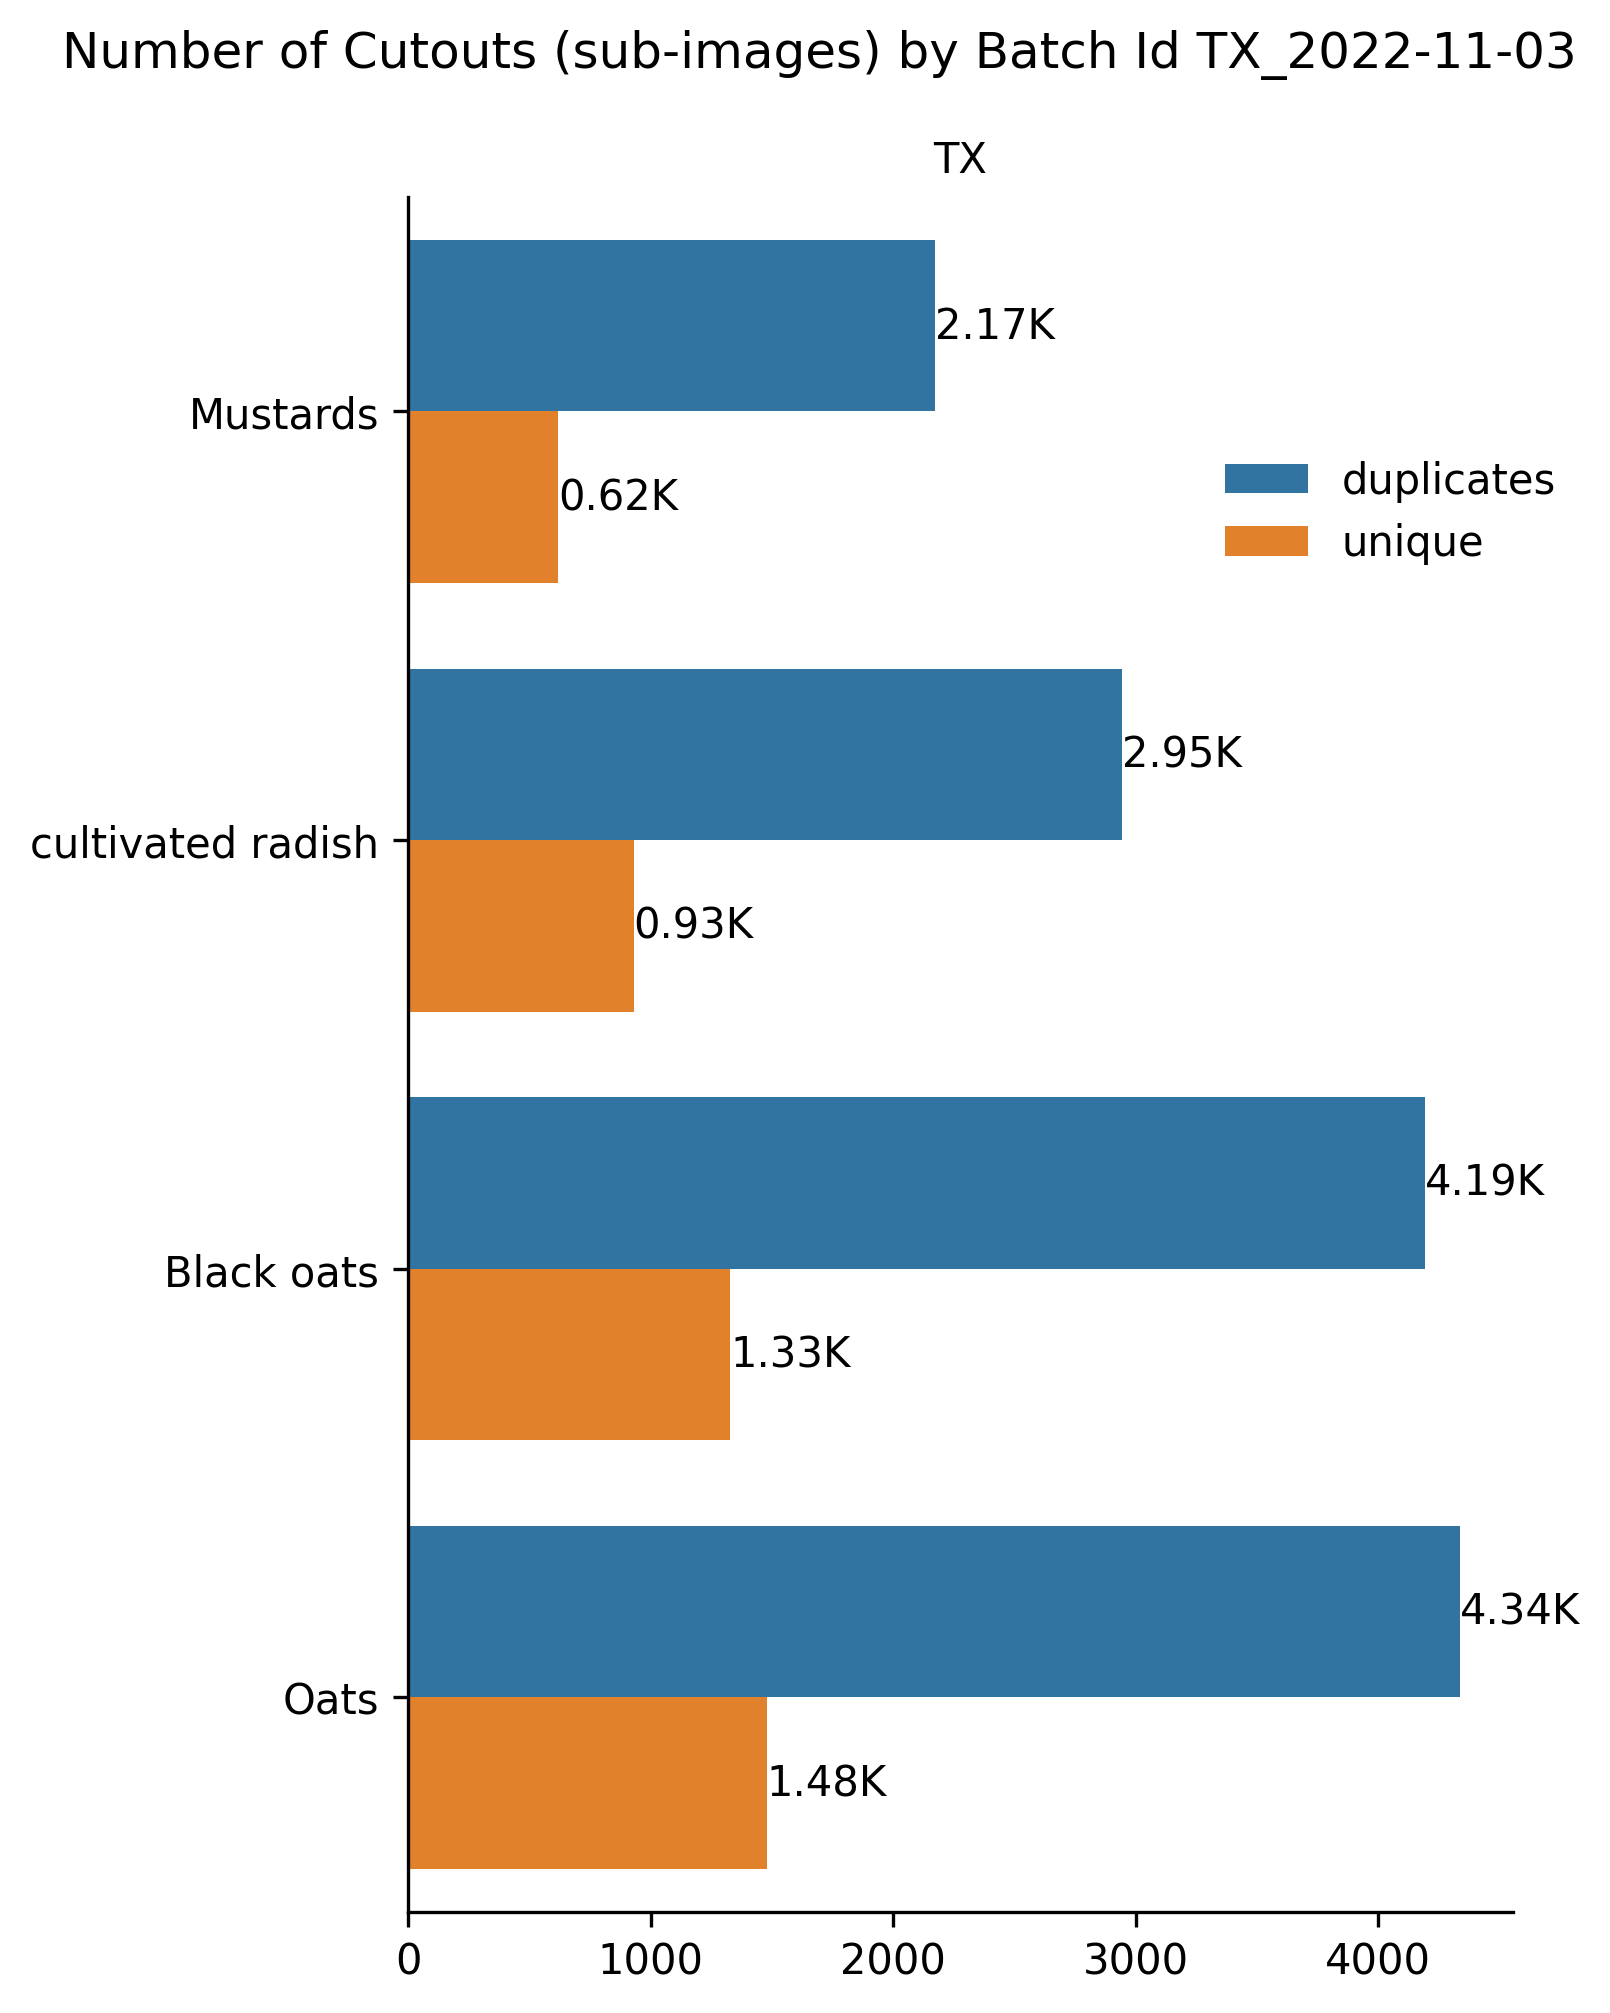 Number of Cutouts (sub-images) by Batch Id TX_2022-11-03
TX
2.17K
Mustards
0.62K
duplicates
unique
2.95K
cultivated radish
0.93K
4.19K
Black oats
1.33K
4.34K
Oats
1.48K
0 1000 2000 3000 4000